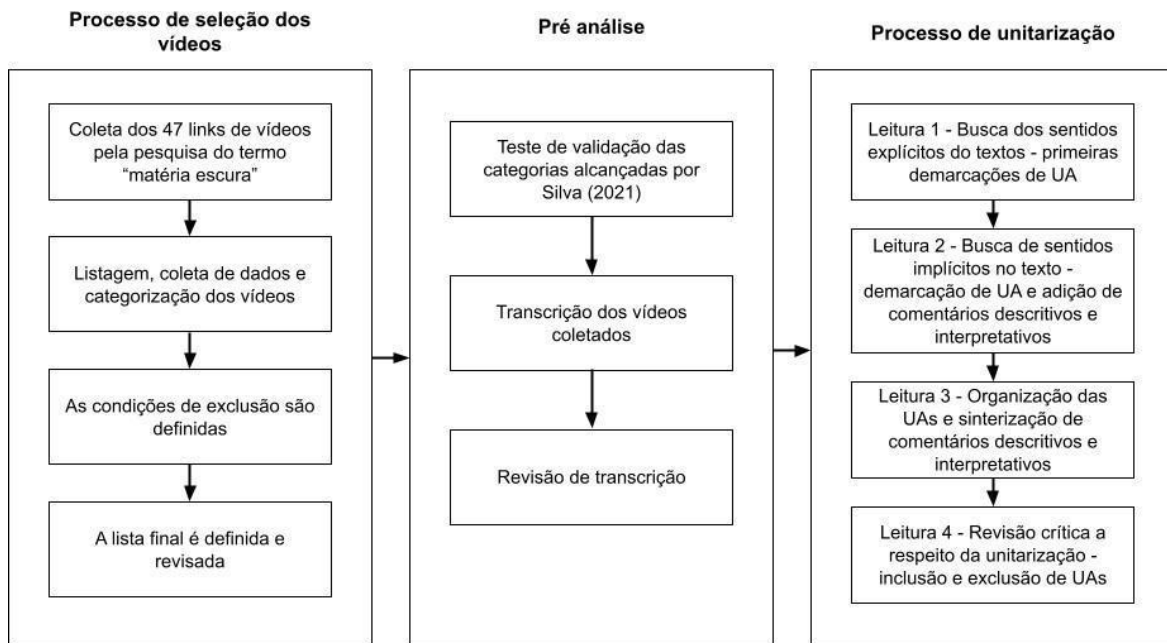 Processo de seleção dos
vídeos
Coleta dos 47 links de vídeos
pela pesquisa do termo
“matéria escura”
Listagem, coleta de dados e
categorização dos vídeos
As condições de exclusão são
definidas
A lista final é definida e
revisada
Pré análise
Teste de validação das
categorias alcançadas por
Silva (2021)
Transcrição dos vídeos
coletados
Revisão de transcrição
Processo de unitarização
Leitura 1 - Busca dos sentidos
explícitos do textos - primeiras
demarcações de UA
Leitura 2 - Busca de sentidos
implícitos no texto -
demarcação de UA e adição de
comentários descritivos e
interpretativos
Leitura 3 - Organização das
UAs e sinterização de
comentários descritivos e
interpretativos
Leitura 4 - Revisão crítica a
respeito da unitarização -
inclusão e exclusão de UAs